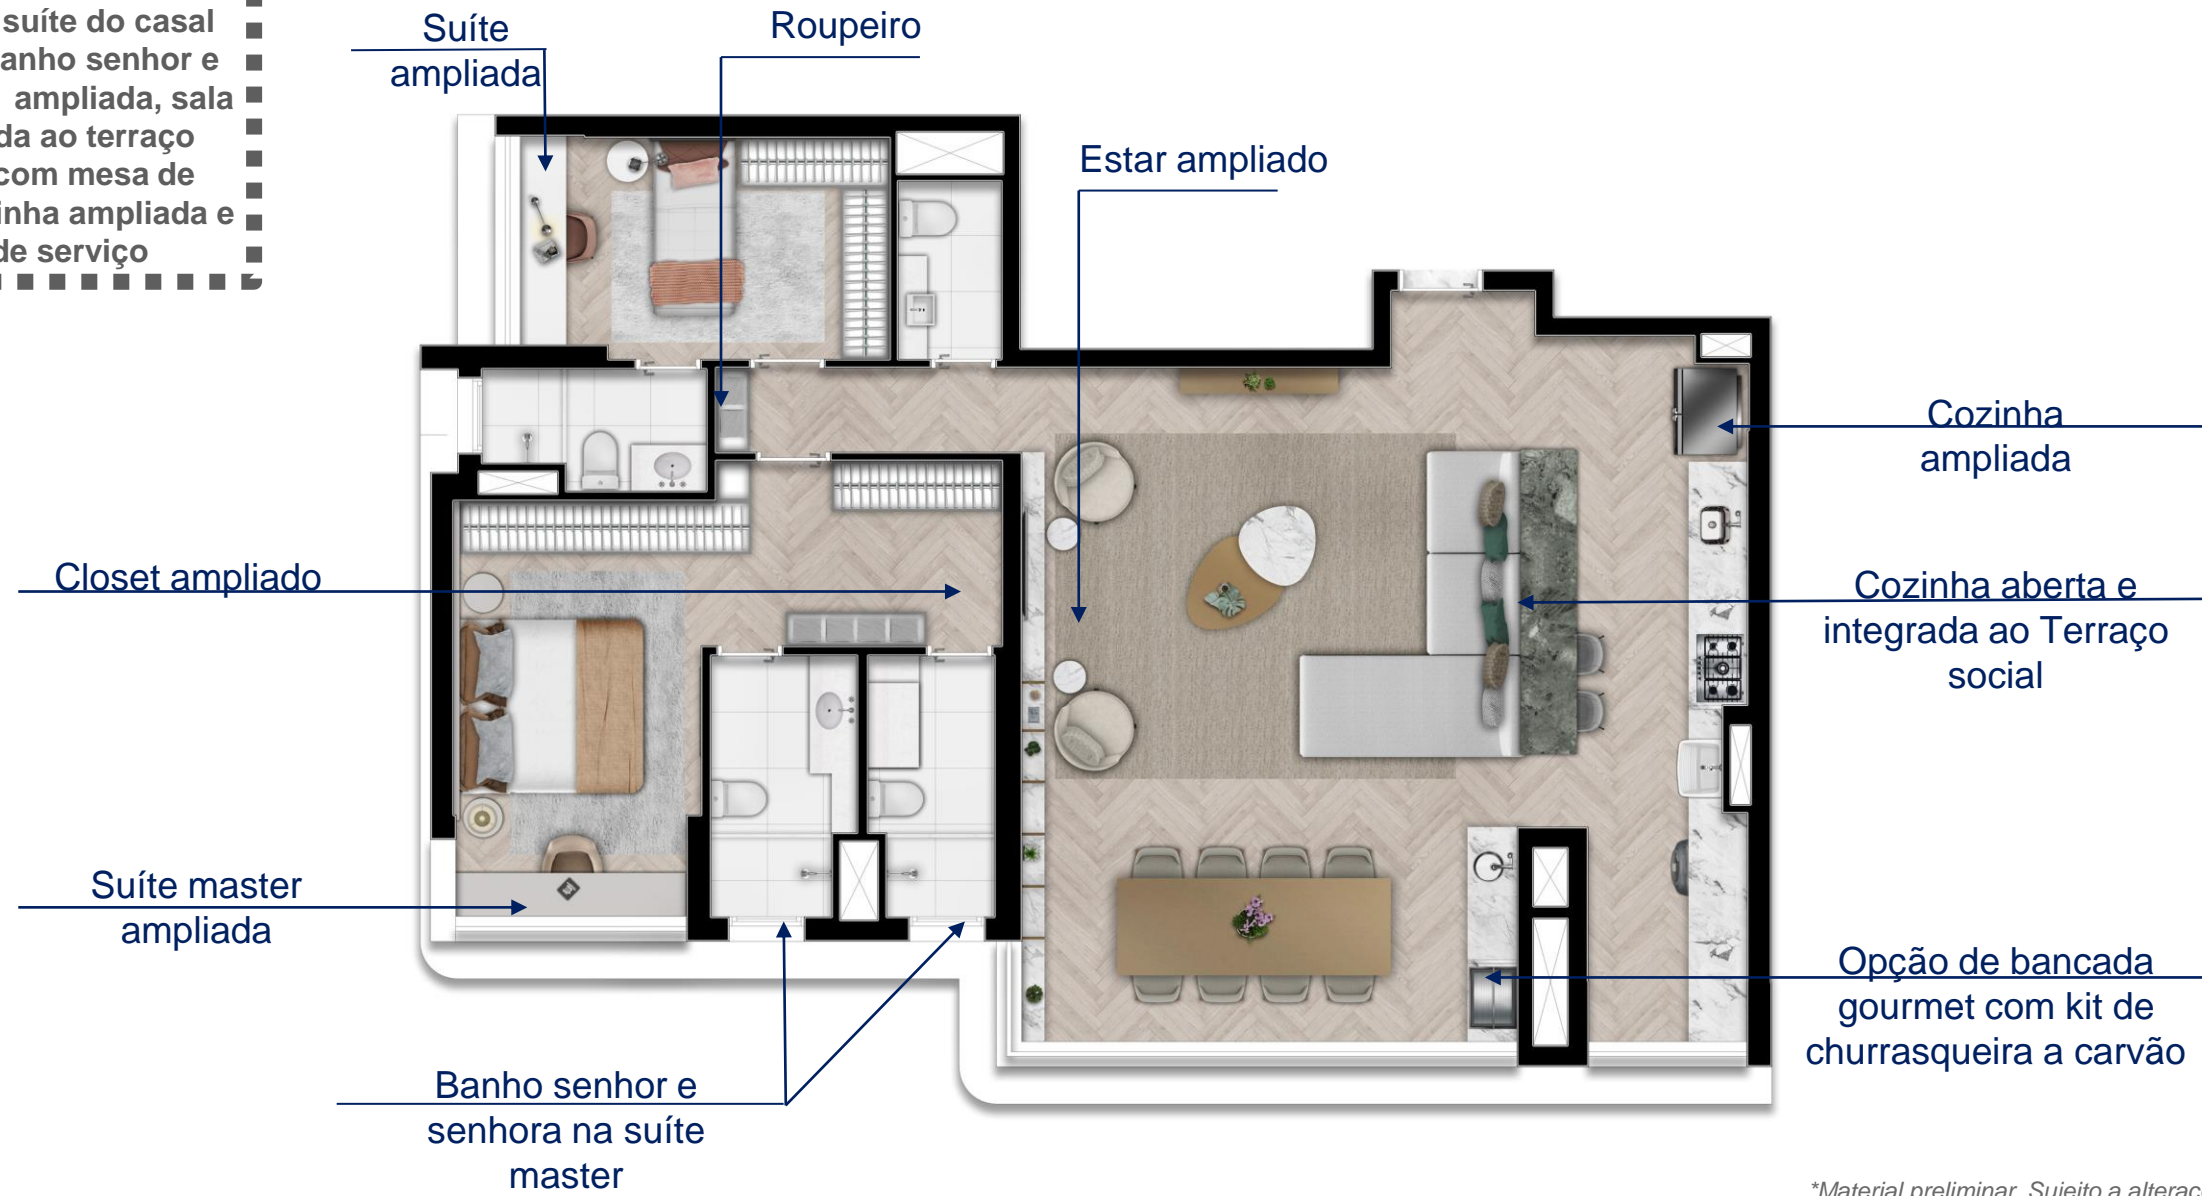 suíte do casal
anho senhor e
ampliada, sala
da ao terraço
com mesa de
inha ampliada e
de serviço
Suíte
ampliada
Roupeiro
Estar ampliado
Cozinha
ampliada
Closet ampliado
Cozinha aberta e
integrada ao Terraço
social
Suíte master
ampliada
Opção de bancada
gourmet com kit de
churrasqueira a carvão
Banho senhor e
senhora na suíte
master
*Material preliminar. Sujeito a alteraç